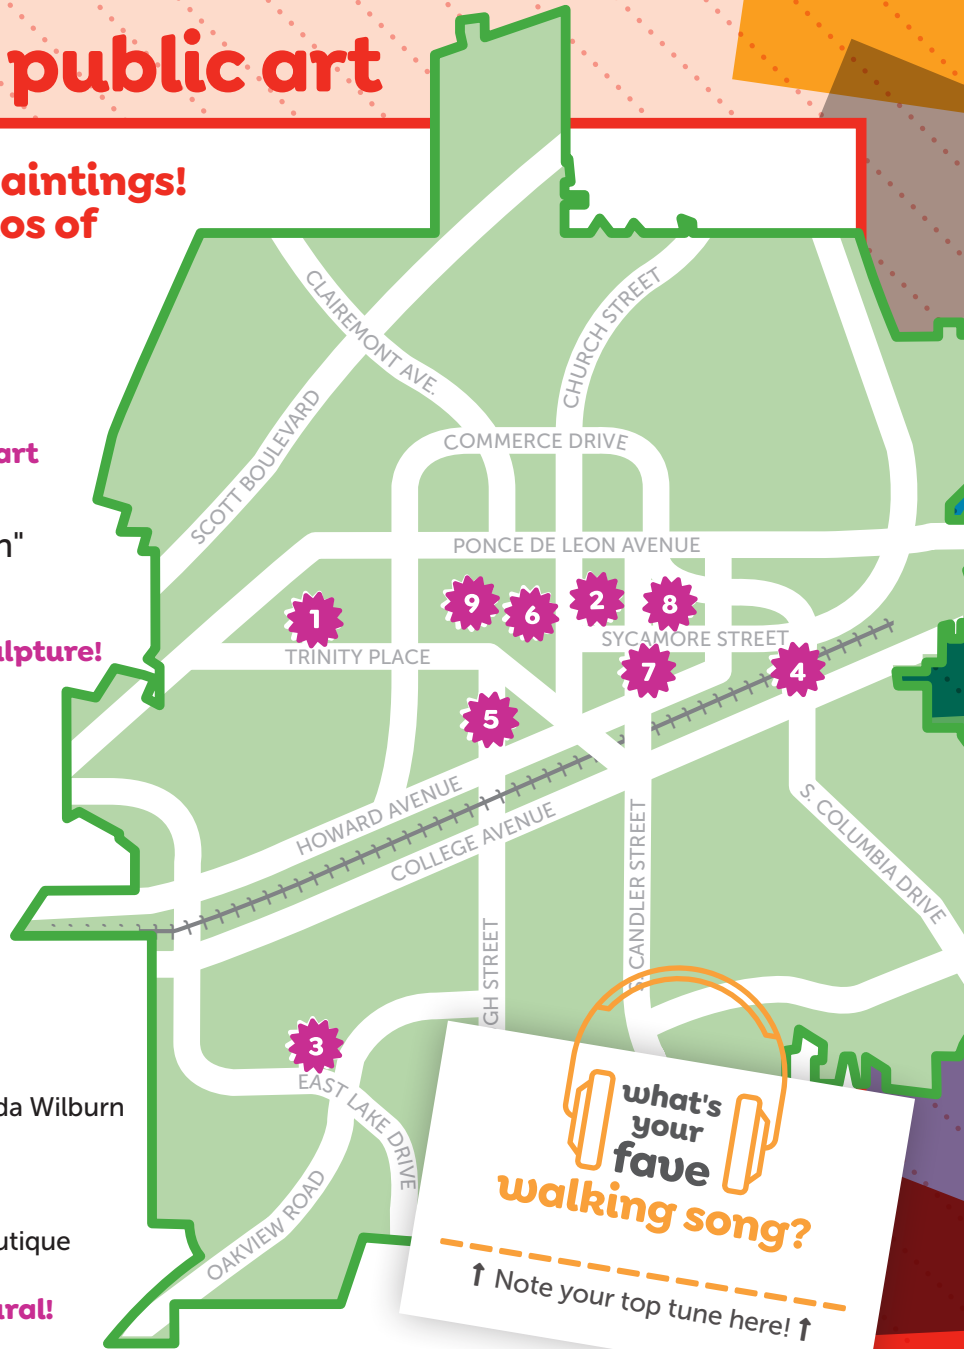 public art
aintings!
os of
CLAIREMONT AVE.
CHURCH STREET
SCOTT BOULEVARD
COMMERCE DRIVE
art
n"
PONCE DE LEON AVENUE
1
9
6
2
8
SYCAMORE STREET
lpture!
TRINITY PLACE
7
4
5
HOWARD AVENUE
COLLEGE AVENUE
S. CANDLER STREET
S. COLUMBIA DRIVE
GH STREET
3
EAST LAKE DRIVE
da Wilburn
OAKVIEW ROAD
utique
ural!
what's
your
fave
walking song?
↑ Note your top tune here! ↑